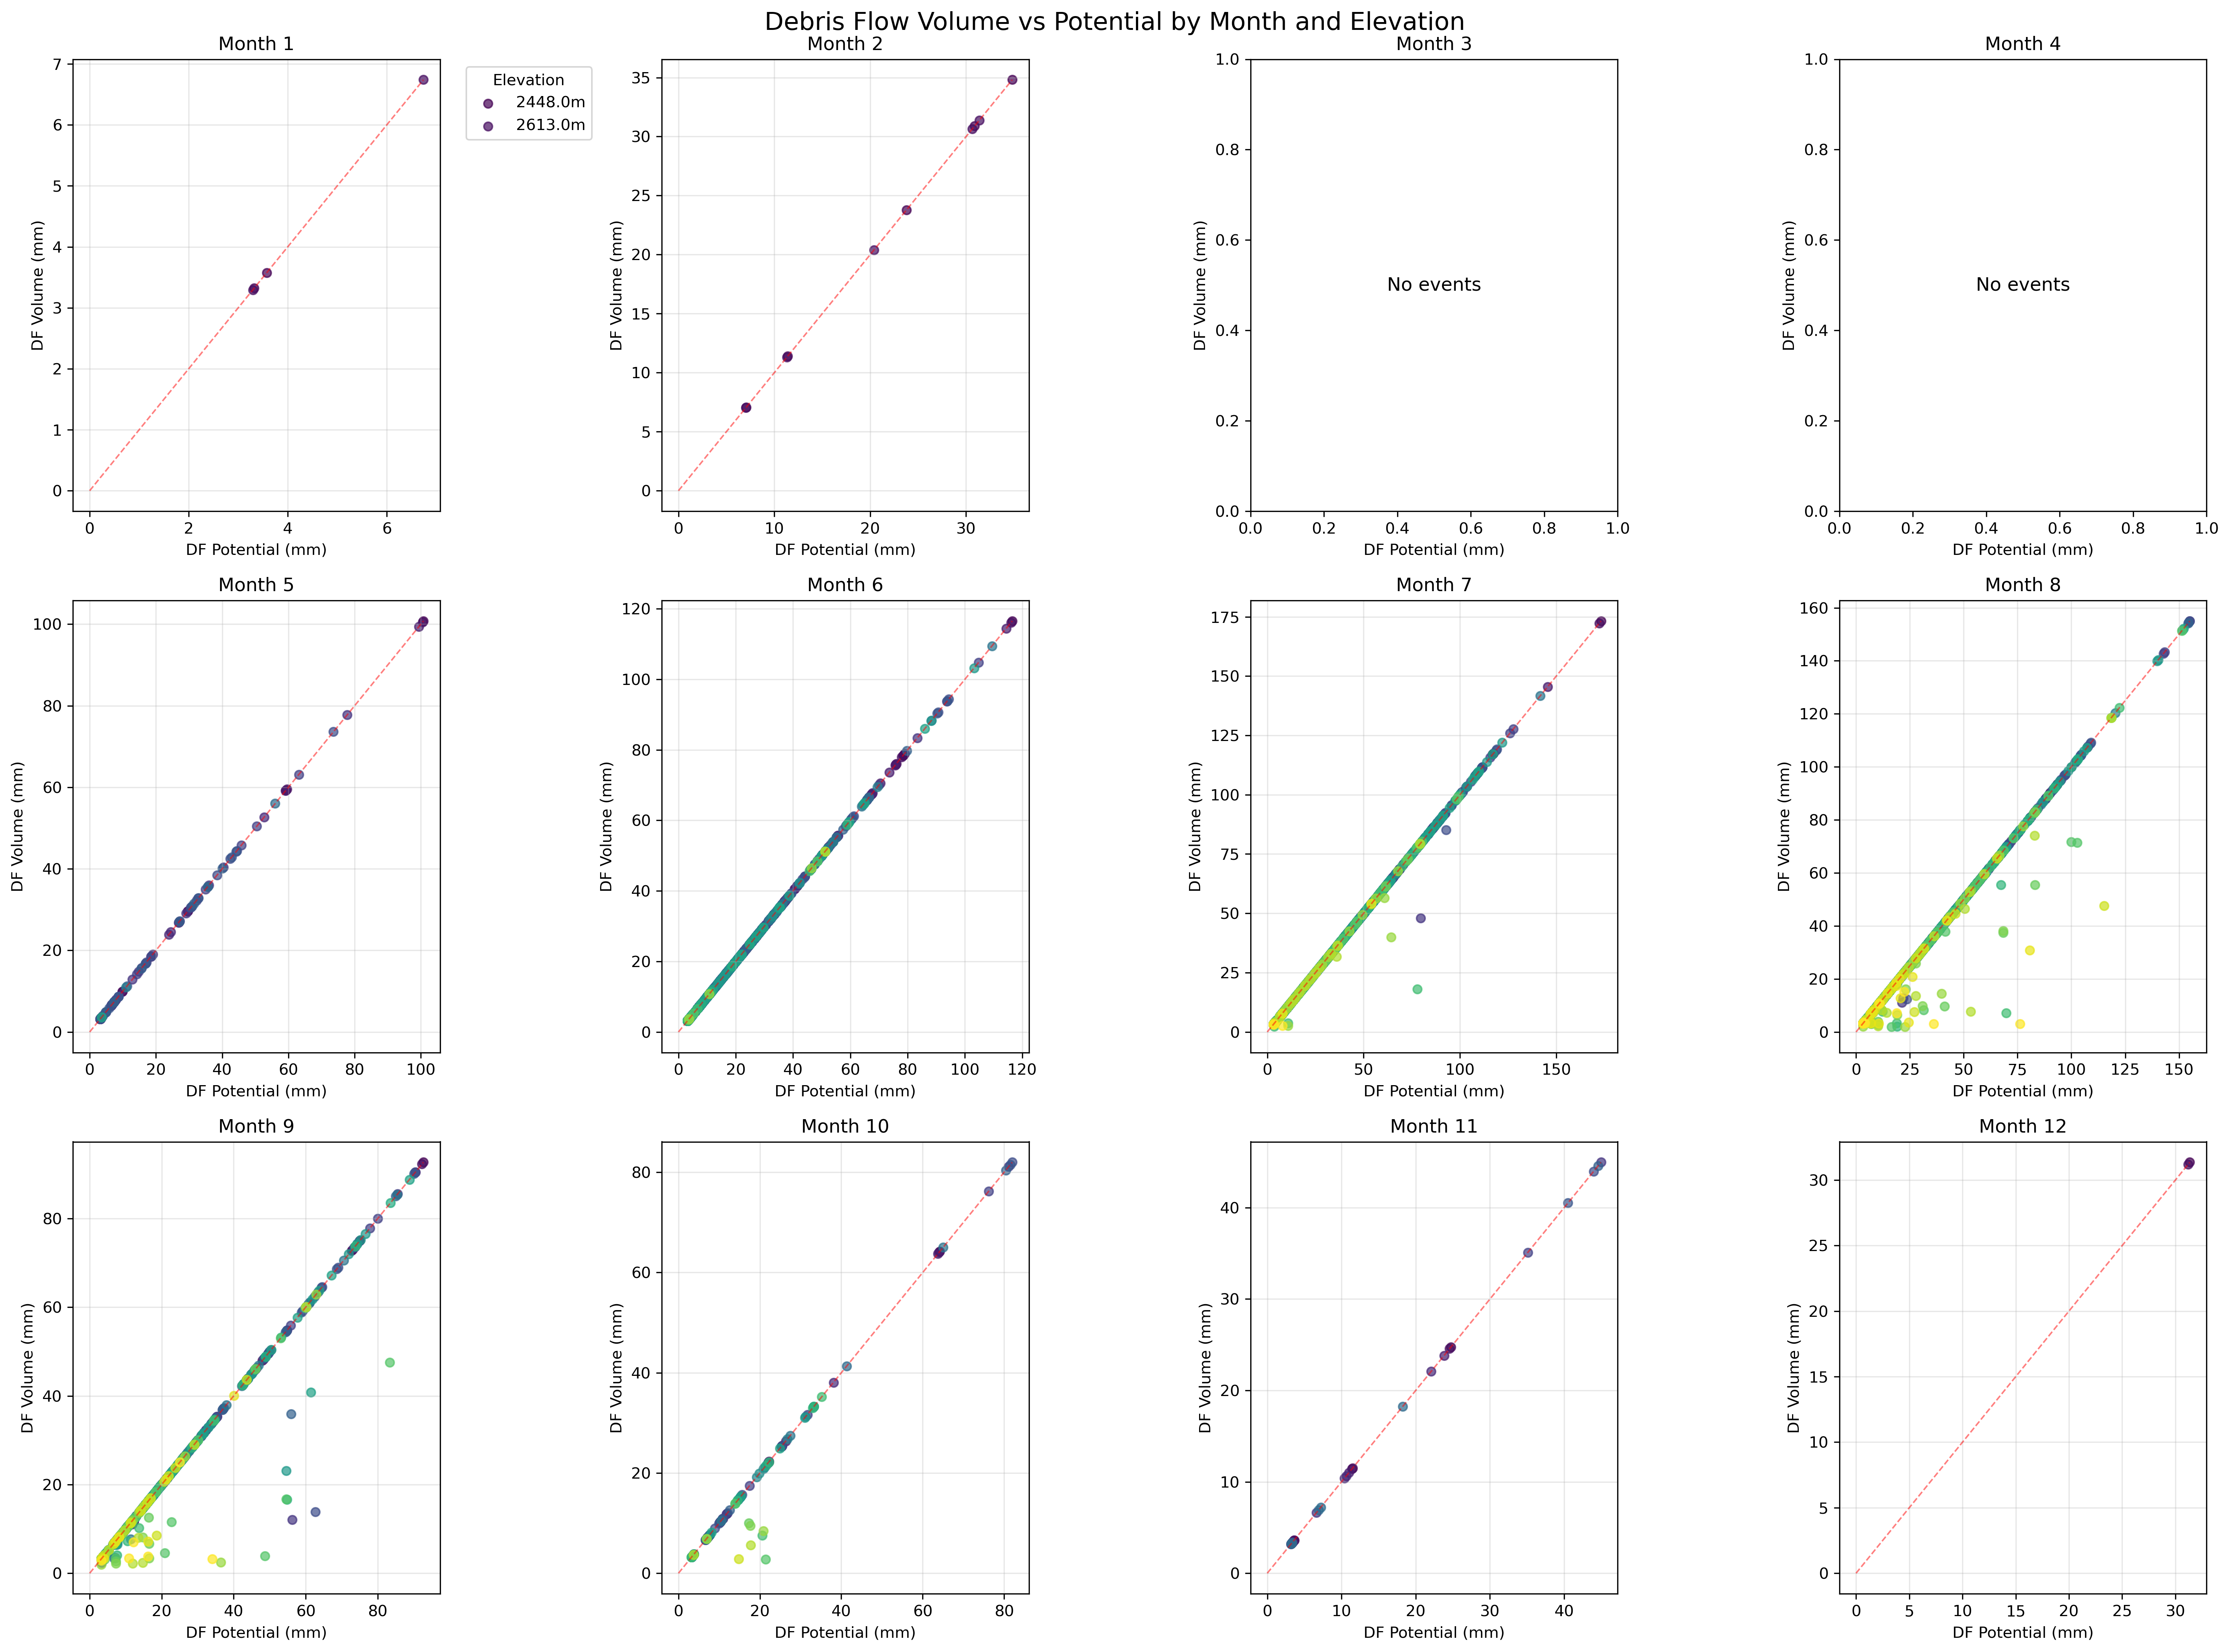 Debris Flow Volume vs Potential by Month and Elevation
Month 1
7
6
5
4
3
2
1
0
DF Volume (mm)
0 2 4 6
DF Potential (mm)
Elevation
2448.0m
2613.0m
Month 2
35
30
25
20
15
10
5
0
DF Volume (mm)
0 10 20 30
DF Potential (mm)
Month 3
1.0
0.8
0.6
0.4
0.2
0.0
DF Volume (mm)
No events
0.0 0.2 0.4 0.6 0.8 1.0
DF Potential (mm)
Month 4
1.0
0.8
0.6
0.4
0.2
0.0
DF Volume (mm)
No events
0.0 0.2 0.4 0.6 0.8 1.0
DF Potential (mm)
Month 5
100
80
60
40
20
0
DF Volume (mm)
0 20 40 60 80 100
DF Potential (mm)
Month 6
120
100
80
60
40
20
0
DF Volume (mm)
0 20 40 60 80 100 120
DF Potential (mm)
Month 7
175
150
125
100
75
50
25
0
DF Volume (mm)
0 50 100 150
DF Potential (mm)
Month 8
160
140
120
100
80
60
40
20
0
DF Volume (mm)
0 25 50 75 100 125 150
DF Potential (mm)
Month 9
80
60
40
20
0
DF Volume (mm)
0 20 40 60 80
DF Potential (mm)
Month 10
80
60
40
20
0
DF Volume (mm)
0 20 40 60 80
DF Potential (mm)
Month 11
40
30
20
10
0
DF Volume (mm)
0 10 20 30 40
DF Potential (mm)
Month 12
30
25
20
15
10
5
0
DF Volume (mm)
0 5 10 15 20 25 30
DF Potential (mm)